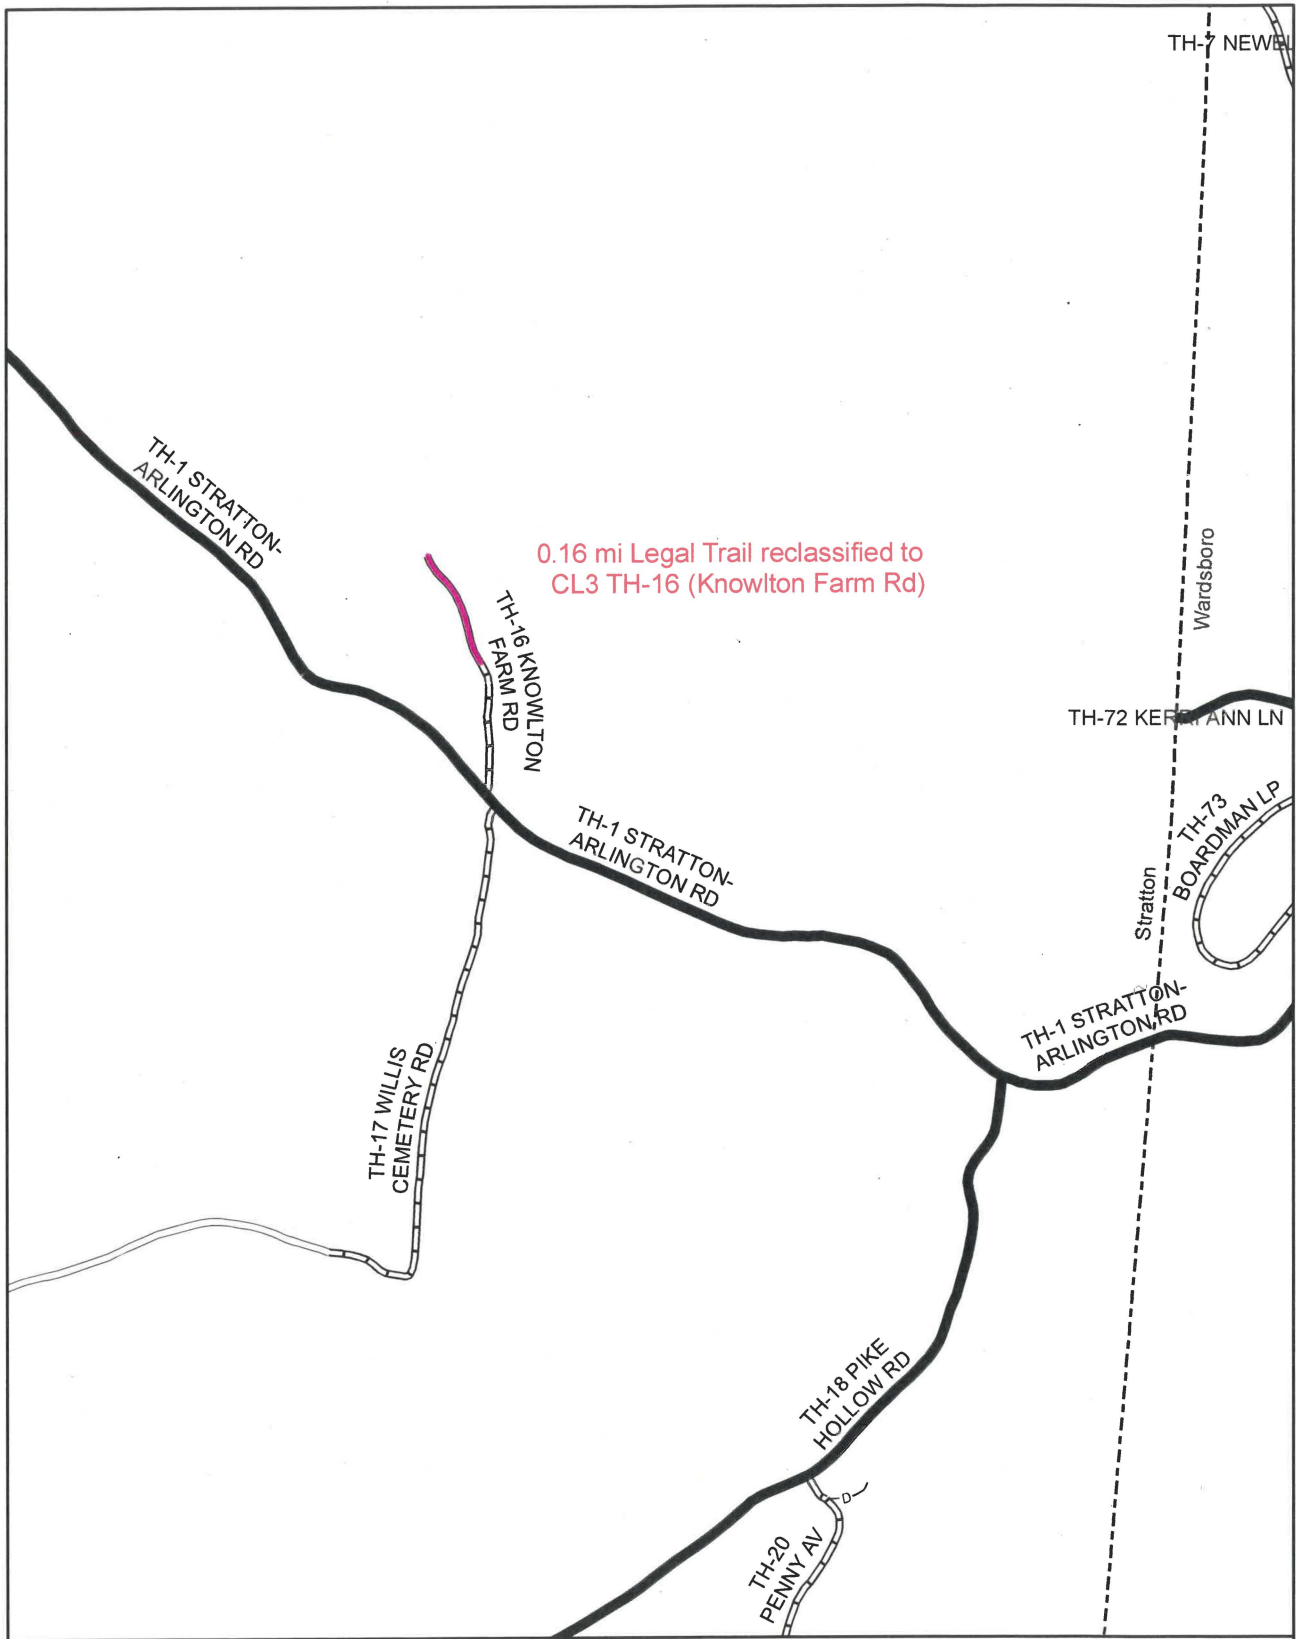 TH-7 NEWEL
TH-1 STRATTON-
ARLINGTON RD
0.16 mi Legal Trail reclassified to
CL3 TH-16 (Knowlton Farm Rd)
TH-16 KNOWLTON
FARM RD
Wardsboro
TH-72 KERRI ANN LN
TH-73
BOARDMAN LP
TH-1 STRATTON-
ARLINGTON RD
Stratton
TH-1 STRATTON-
ARLINGTON RD
TH-17 WILLIS
CEMETERY RD
TH-18 PIKE
HOLLOW RD
D
TH-20
PENNY AV